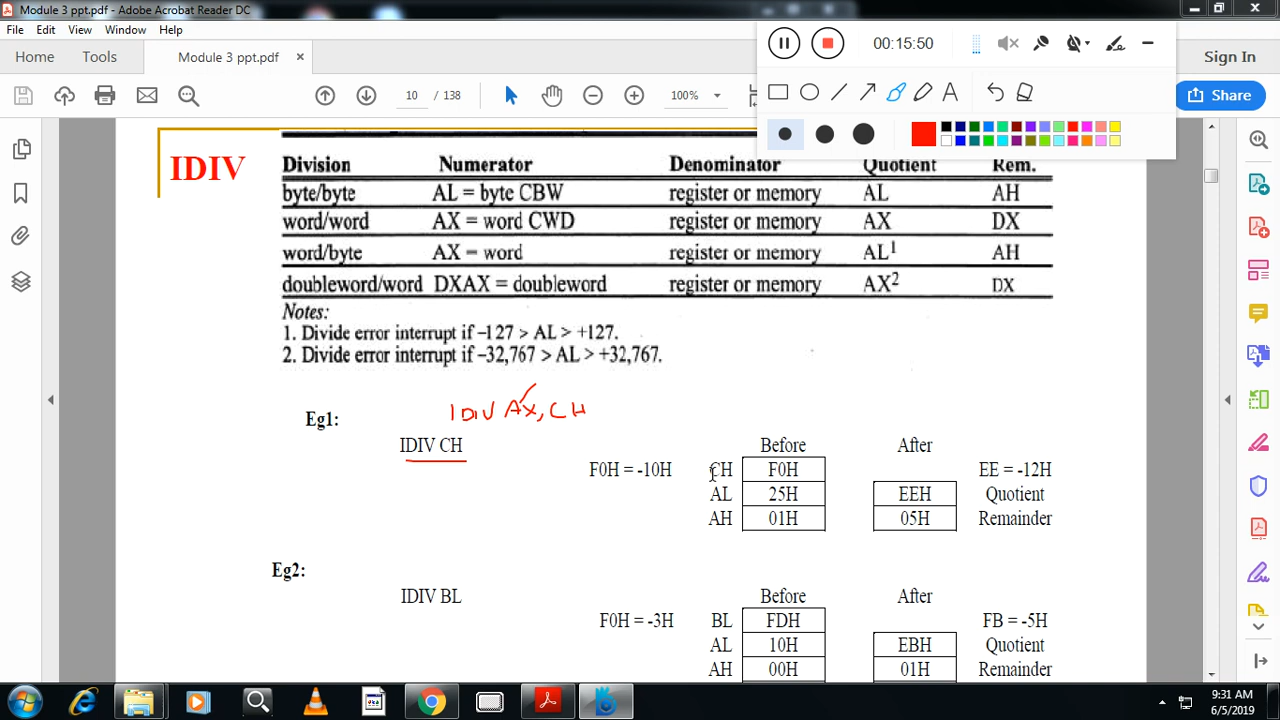 Module 3 ppt.pdf - Adobe Acrobat Reader DC
File Edit View Window Help
Home Tools Module 3 ppt.pdf × Sign In
00:15:50
10 / 138 100% Share
A
IDIV
Division Numerator Denominator Quotient Rem.
byte/byte AL = byte CBW register or memory AL AH
word/word AX = word CWD register or memory AX DX
word/byte AX = word register or memory AL¹ AH
doubleword/word DXAX = doubleword register or memory AX² DX
Notes:
1. Divide error interrupt if –127 > AL > +127.
2. Divide error interrupt if –32,767 > AL > +32,767.
IDIV AX, CH
Eg1:
IDIV CH Before After
F0H = -10H CH F0H EE = -12H
AL 25H EEH Quotient
AH 01H 05H Remainder
Eg2:
IDIV BL Before After
F0H = -3H BL FDH FB = -5H
AL 10H EBH Quotient
AH 00H 01H Remainder
9:31 AM
6/5/2019